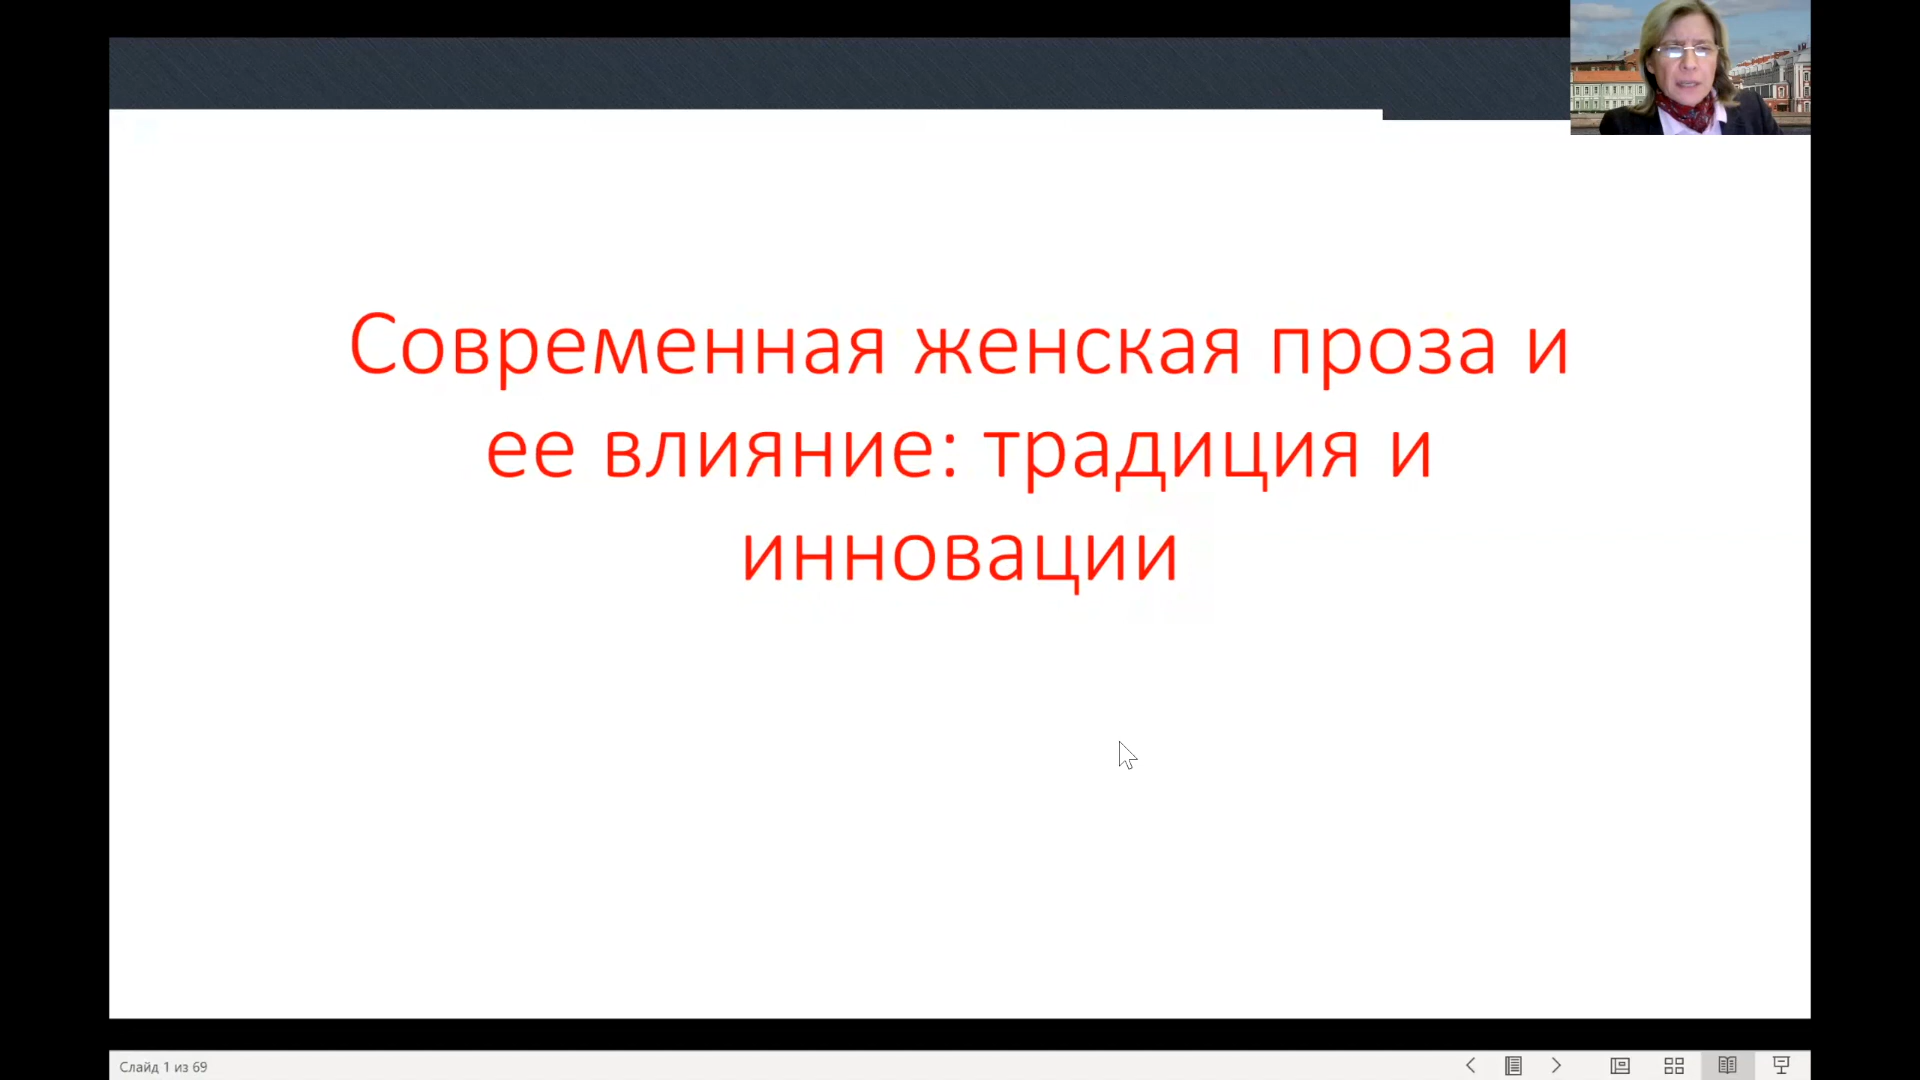 Современная женская проза и
ее влияние: традиция и
инновации
Слайд 1 из 69